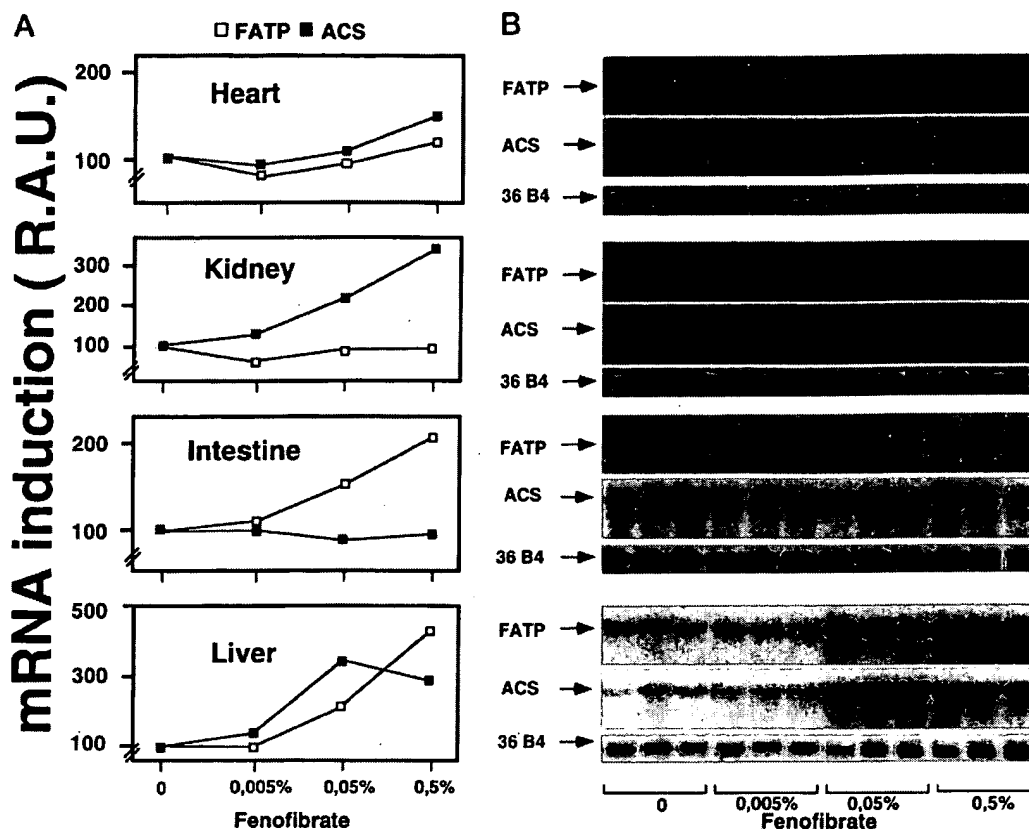 A
□ FATP ■ ACS
mRNA induction ( R.A.U.)
200
100
Heart
300
200
100
Kidney
200
100
Intestine
500
300
100
Liver
0 0,005% 0,05% 0,5%
Fenofibrate
B
FATP
ACS
36 B4
FATP
ACS
36 B4
FATP
ACS
36 B4
FATP
ACS
36 B4
0 0,005% 0,05% 0,5%
Fenofibrate